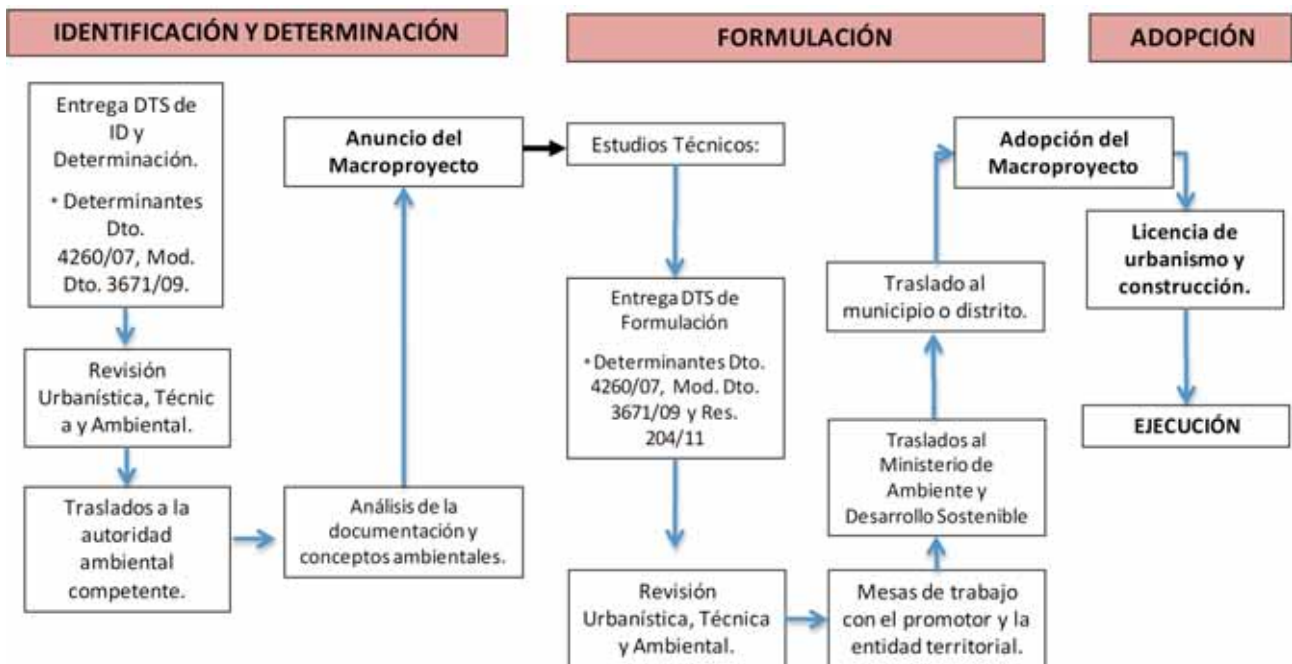 IDENTIFICACIÓN Y DETERMINACIÓN
Entrega DTS de
ID y
Determinación.
• Determinantes
Dto.
4260/07, Mod.
Dto. 3671/09.
Revisión
Urbanística, Técnic
a y Ambiental.
Traslados a la
autoridad
ambiental
competente.
Análisis de la
documentación y
conceptos ambientales.
Anuncio del
Macroproyecto
FORMULACIÓN
Estudios Técnicos:
Entrega DTS de
Formulación
• Determinantes Dto.
4260/07, Mod. Dto.
3671/09 y Res.
204/11
Revisión
Urbanística, Técnica
y Ambiental.
Mesas de trabajo
con el promotor y la
entidad territorial.
Traslados al
Ministerio de
Ambiente y
Desarrollo Sostenible
Traslado al
municipio o distrito.
ADOPCIÓN
Adopción del
Macroproyecto
Licencia de
urbanismo y
construcción.
EJECUCIÓN